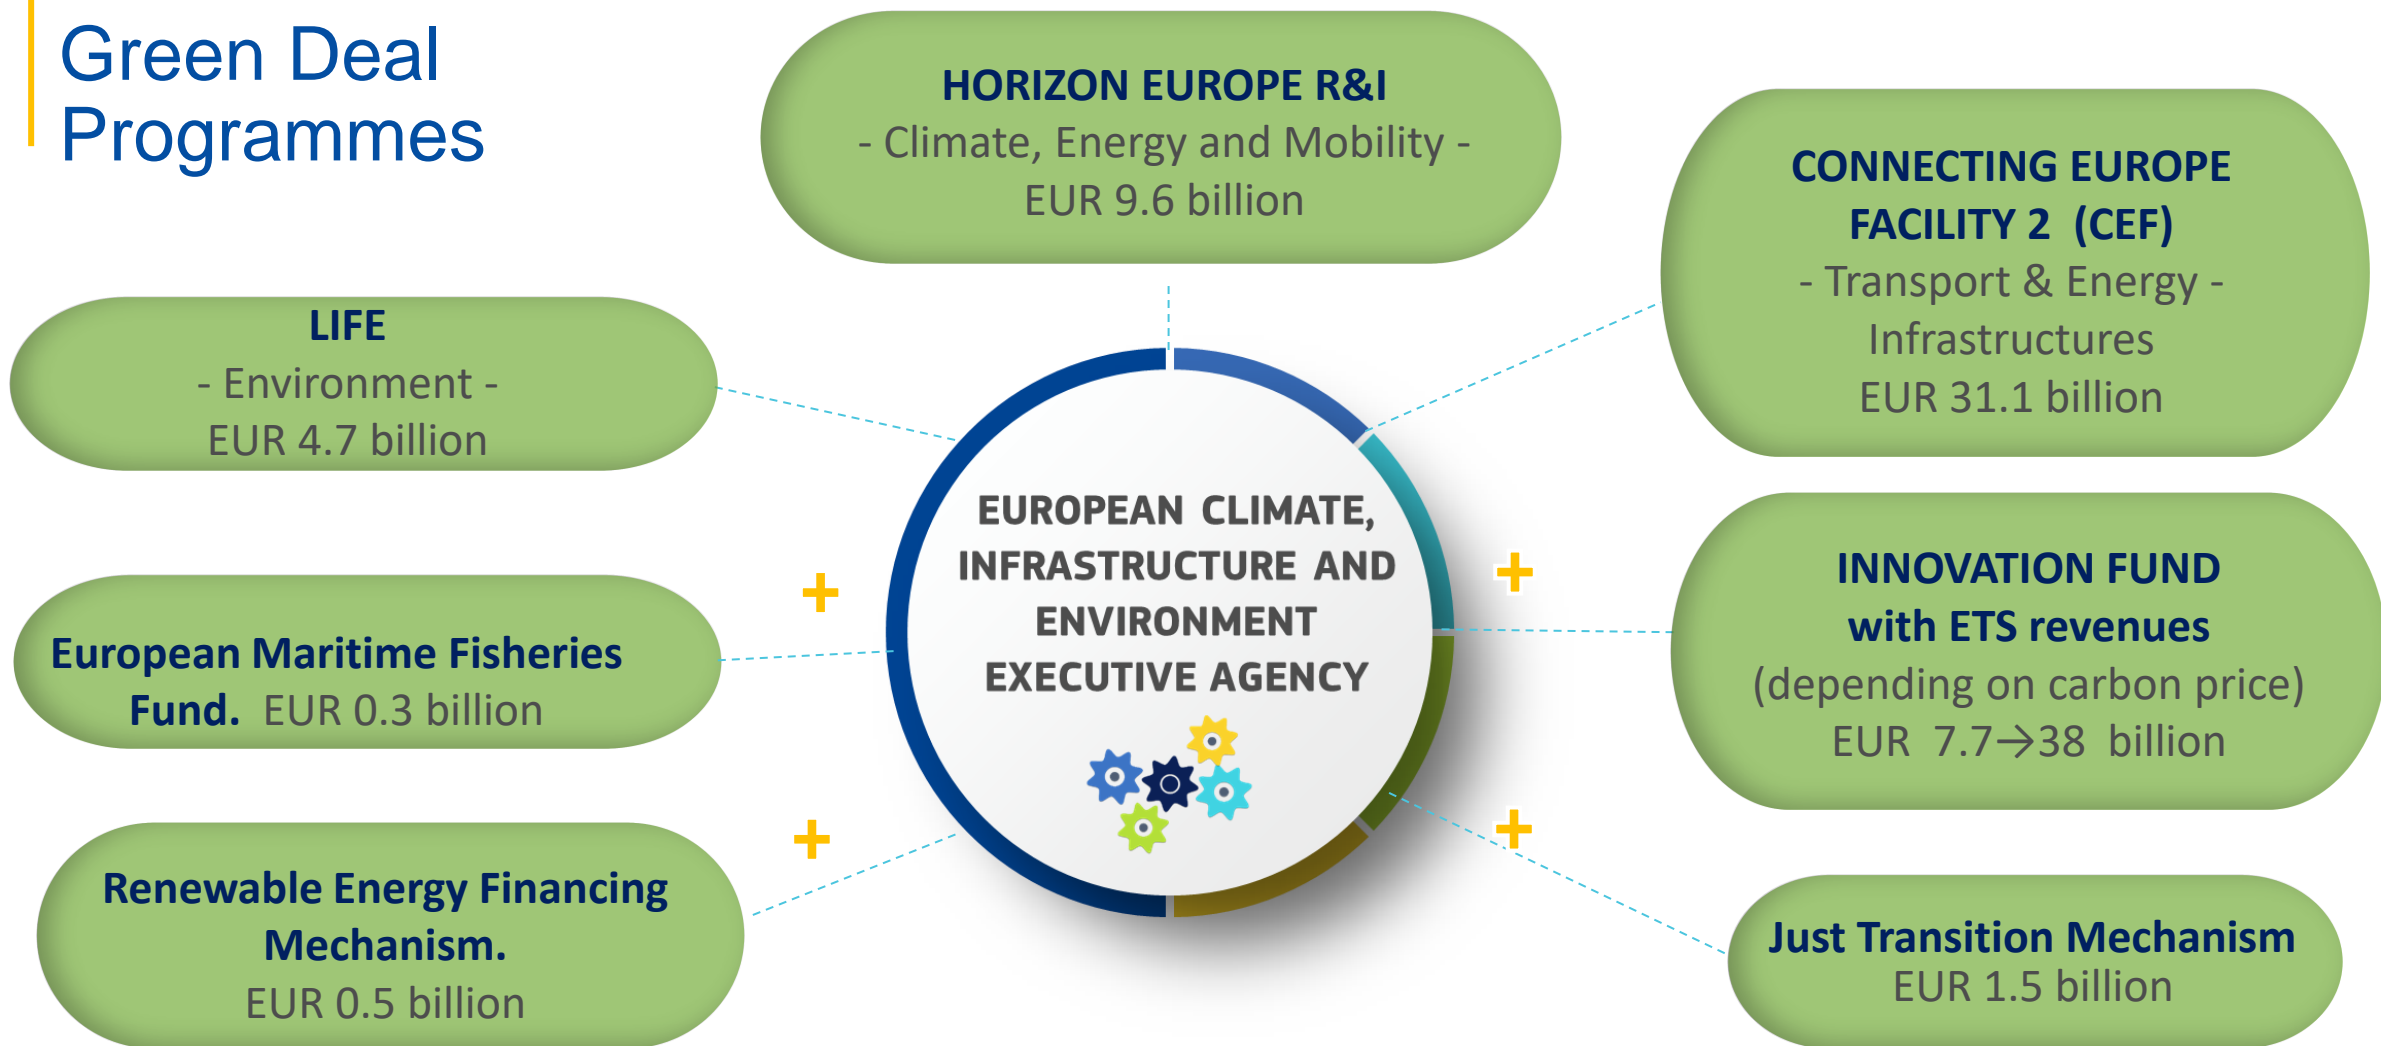 Green Deal
Programmes
HORIZON EUROPE R&I
- Climate, Energy and Mobility -
EUR 9.6 billion
CONNECTING EUROPE
FACILITY 2 (CEF)
- Transport & Energy -
Infrastructures
EUR 31.1 billion
LIFE
- Environment -
EUR 4.7 billion
EUROPEAN CLIMATE,
INFRASTRUCTURE AND
ENVIRONMENT
EXECUTIVE AGENCY
+
+
INNOVATION FUND
with ETS revenues
(depending on carbon price)
EUR 7.7→38 billion
European Maritime Fisheries
Fund. EUR 0.3 billion
+
+
Renewable Energy Financing
Mechanism.
EUR 0.5 billion
Just Transition Mechanism
EUR 1.5 billion